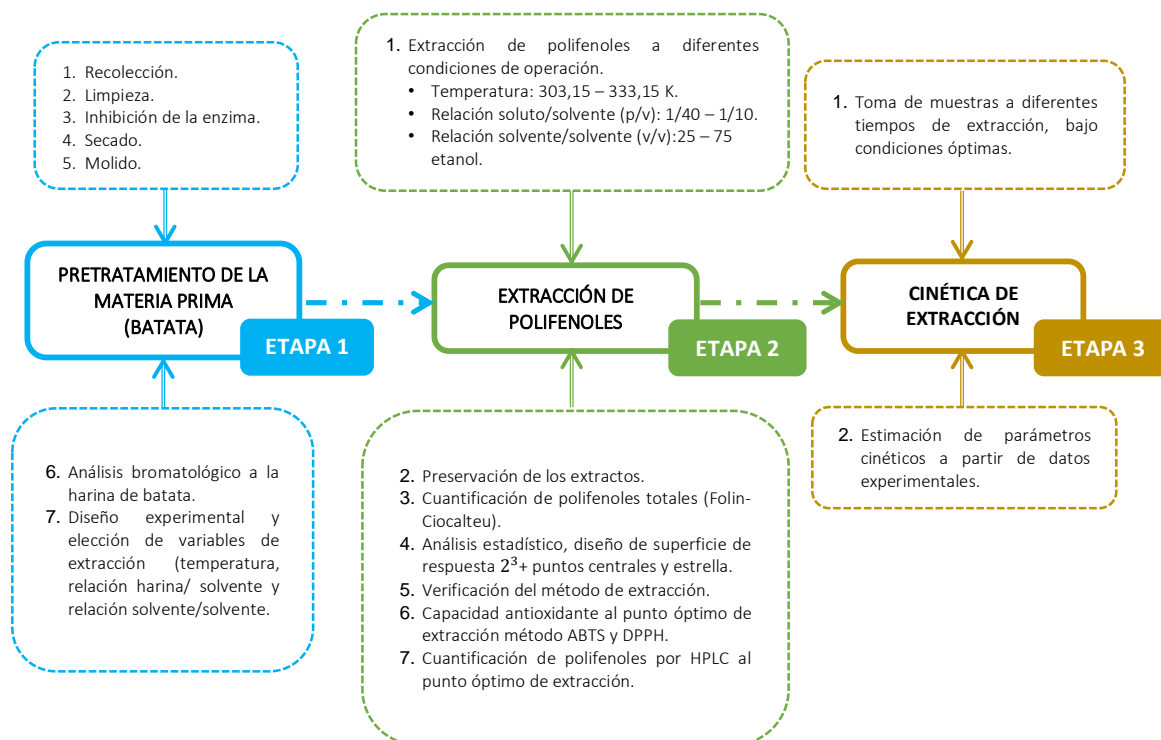 1. Recolección.
2. Limpieza.
3. Inhibición de la enzima.
4. Secado.
5. Molido.
PRETRATAMIENTO DE LA
MATERIA PRIMA
(BATATA)
ETAPA 1
6. Análisis bromatológico a la
harina de batata.
7. Diseño experimental y
elección de variables de
extracción (temperatura,
relación harina/ solvente y
relación solvente/solvente.
1. Extracción de polifenoles a diferentes
condiciones de operación.
• Temperatura: 303,15 – 333,15 K.
• Relación soluto/solvente (p/v): 1/40 – 1/10.
• Relación solvente/solvente (v/v):25 – 75
etanol.
EXTRACCIÓN DE
POLIFENOLES
ETAPA 2
2. Preservación de los extractos.
3. Cuantificación de polifenoles totales (Folin-
Ciocalteu).
4. Análisis estadístico, diseño de superficie de
respuesta 2³+ puntos centrales y estrella.
5. Verificación del método de extracción.
6. Capacidad antioxidante al punto óptimo de
extracción método ABTS y DPPH.
7. Cuantificación de polifenoles por HPLC al
punto óptimo de extracción.
1. Toma de muestras a diferentes
tiempos de extracción, bajo
condiciones óptimas.
CINÉTICA DE
EXTRACCIÓN
ETAPA 3
2. Estimación de parámetros
cinéticos a partir de datos
experimentales.